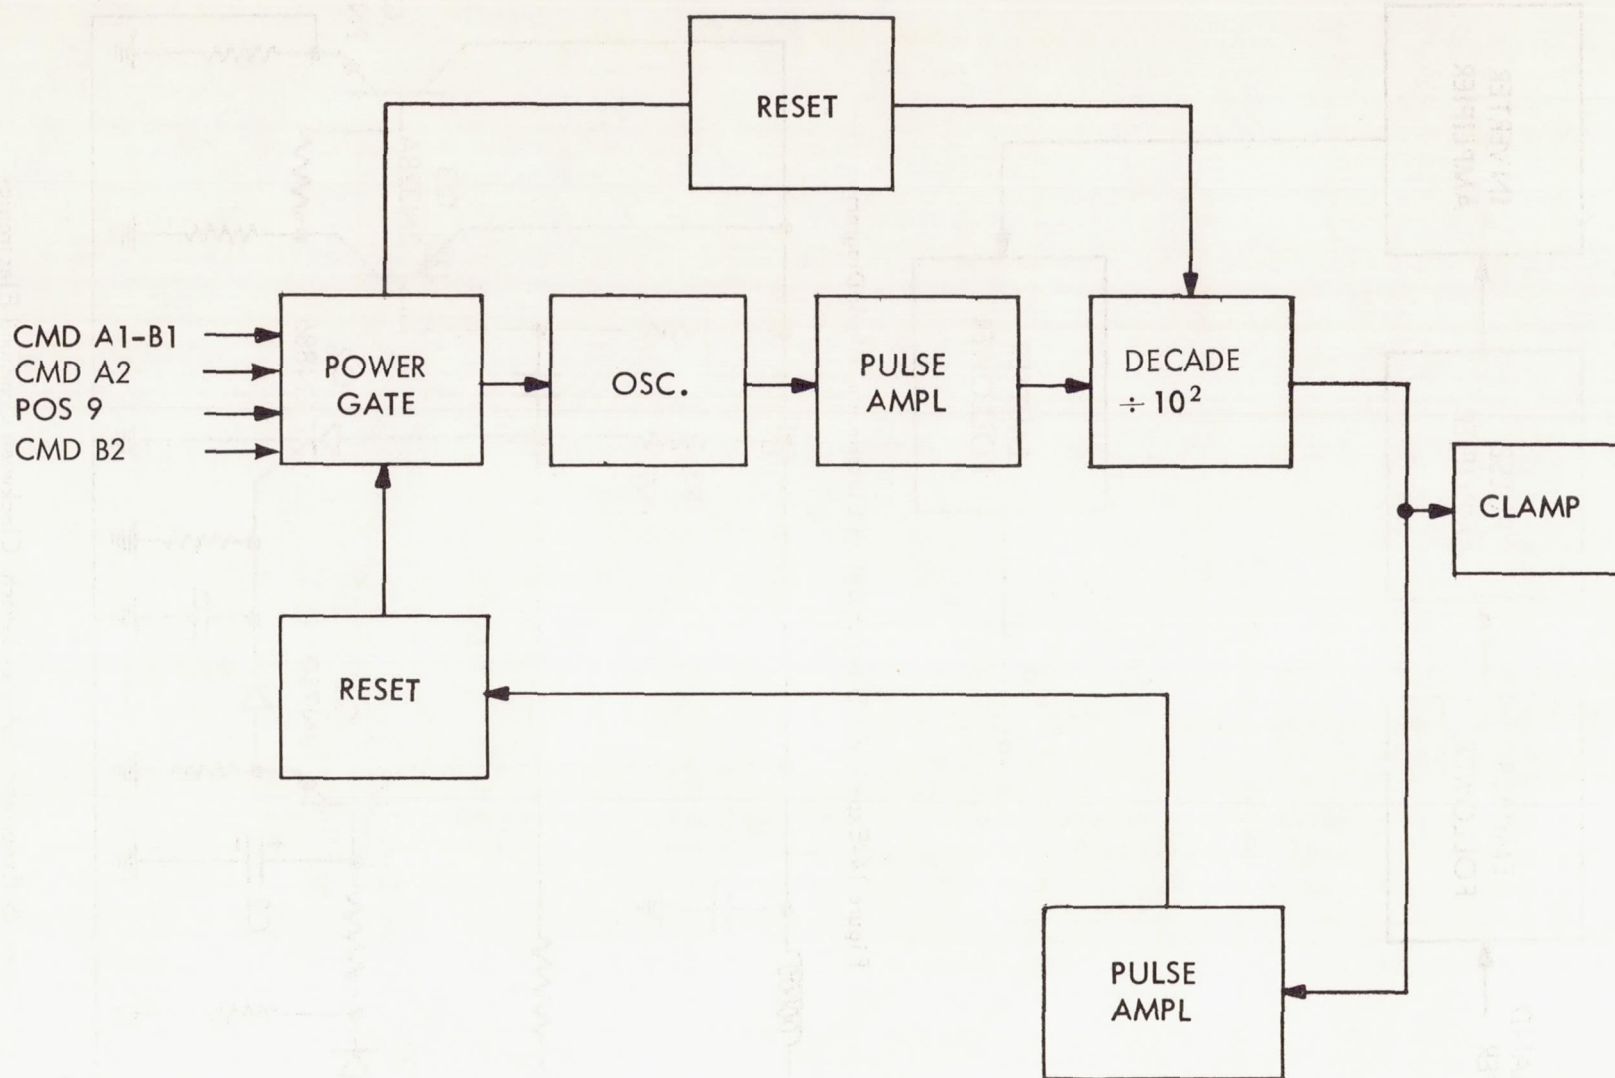 RESET
CMD A1-B1
CMD A2
POS 9
CMD B2
POWER
GATE
OSC.
PULSE
AMPL
DECADE
÷ 10²
CLAMP
RESET
PULSE
AMPL